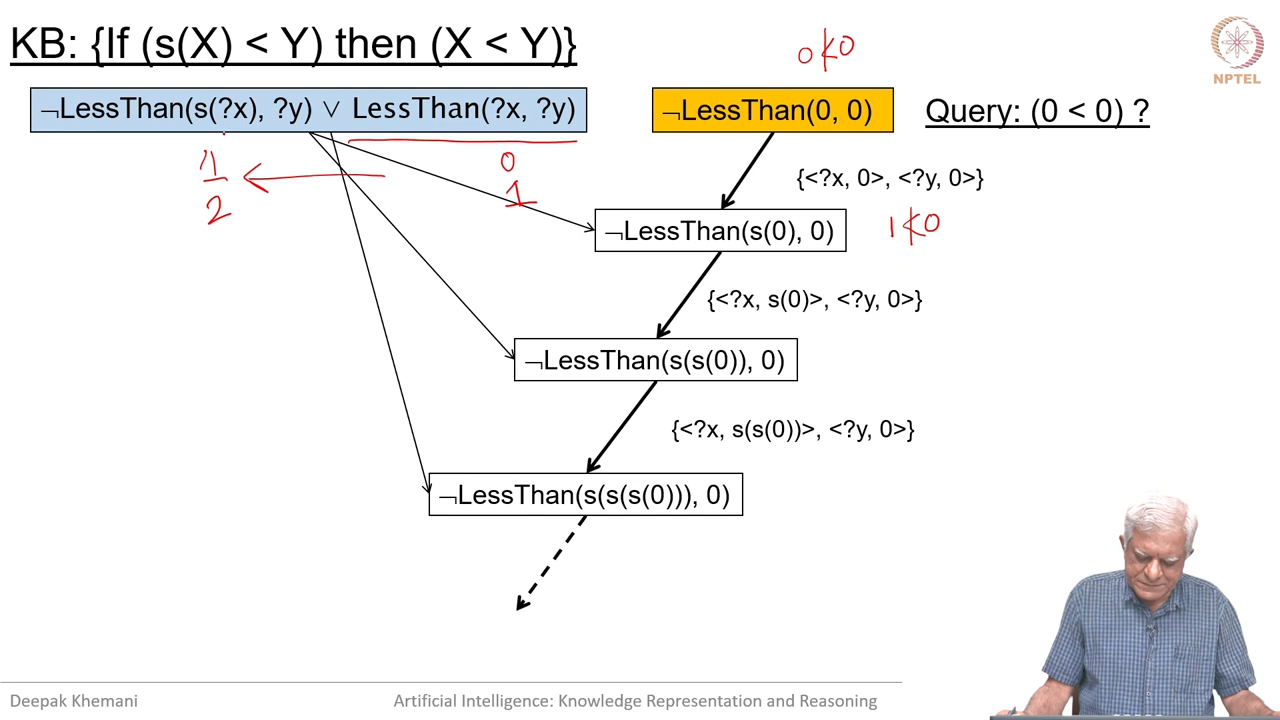 KB: {If (s(X) < Y) then (X < Y)}
0 ≮ 0
NPTEL
¬LessThan(s(?x), ?y) ∨ LessThan(?x, ?y)
¬LessThan(0, 0)
Query: (0 < 0) ?
1
2
0
1
{<?x, 0>, <?y, 0>}
¬LessThan(s(0), 0)
1 ≮ 0
{<?x, s(0)>, <?y, 0>}
¬LessThan(s(s(0)), 0)
{<?x, s(s(0))>, <?y, 0>}
¬LessThan(s(s(s(0))), 0)
Deepak Khemani
Artificial Intelligence: Knowledge Representation and Reasoning